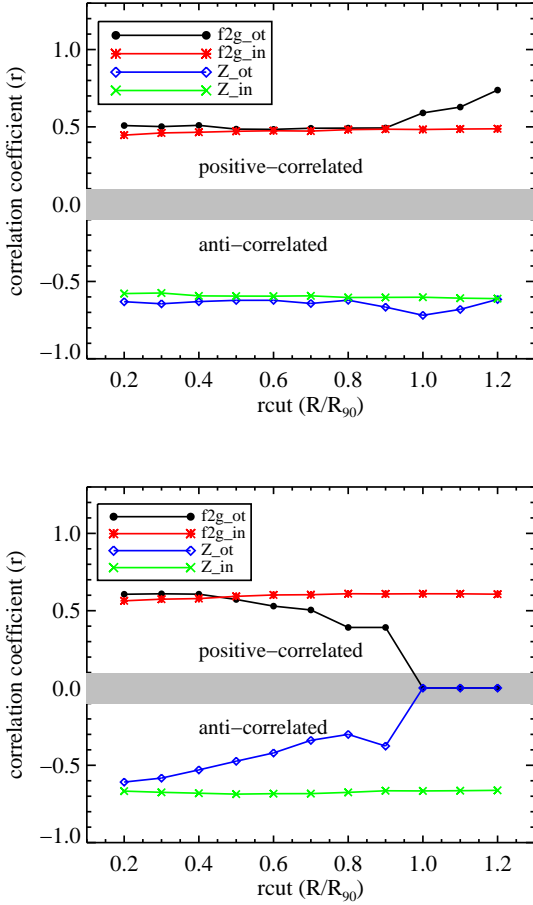 f2g_ot
f2g_in
Z_ot
Z_in
1.0
0.5
0.0
−0.5
−1.0
correlation coefficient (r)
positive−correlated
anti−correlated
0.2 0.4 0.6 0.8 1.0 1.2
rcut (R/R90)
f2g_ot
f2g_in
Z_ot
Z_in
1.0
0.5
0.0
−0.5
−1.0
correlation coefficient (r)
positive−correlated
anti−correlated
0.2 0.4 0.6 0.8 1.0 1.2
rcut (R/R90)